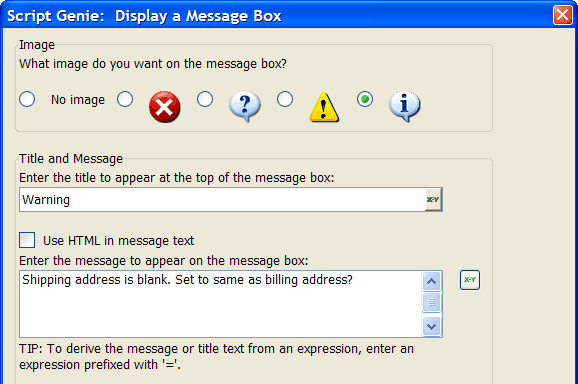 Script Genie:  Display a Message Box
Image
What image do you want on the message box?
No image
Title and Message
Enter the title to appear at the top of the message box:
Warning
X-Y
Use HTML in message text
Enter the message to appear on the message box:
Shipping address is blank. Set to same as billing address?
X-Y
TIP: To derive the message or title text from an expression, enter an
expression prefixed with '='.